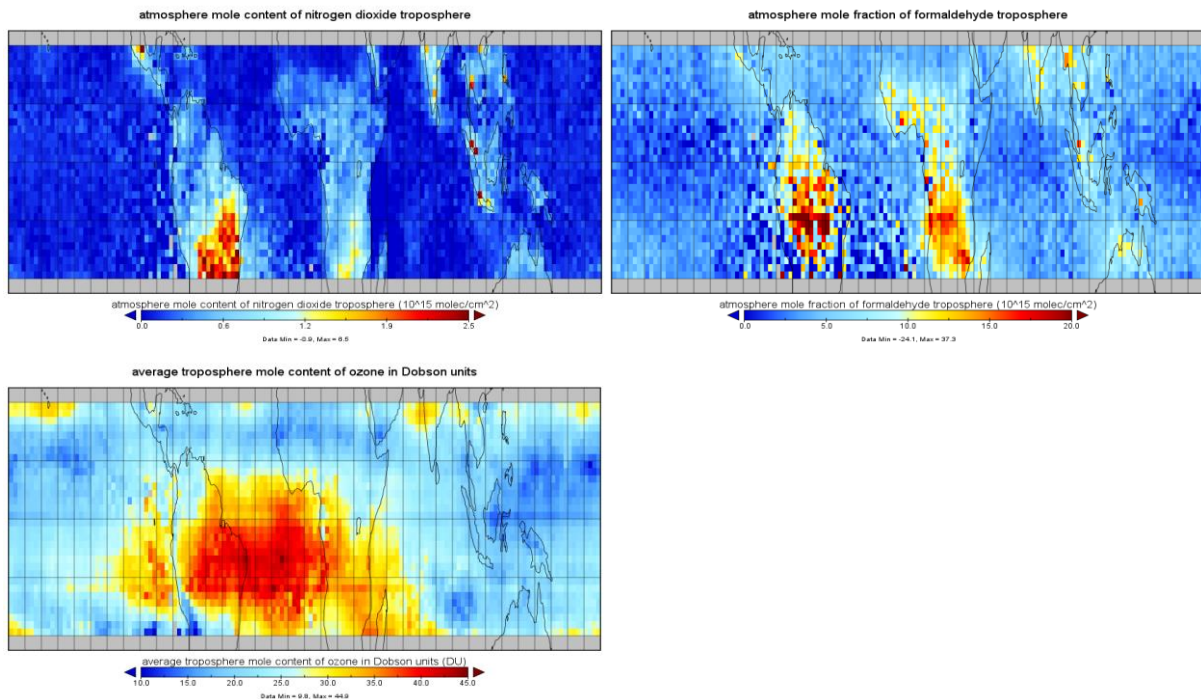 atmosphere mole content of nitrogen dioxide troposphere
atmosphere mole content of nitrogen dioxide troposphere (10^15 molec/cm^2)
0.0 0.6 1.2 1.9 2.5
Data Min = -0.9, Max = 6.5
atmosphere mole fraction of formaldehyde troposphere
atmosphere mole fraction of formaldehyde troposphere (10^15 molec/cm^2)
0.0 5.0 10.0 15.0 20.0
Data Min = -24.1, Max = 37.3
average troposphere mole content of ozone in Dobson units
average troposphere mole content of ozone in Dobson units (DU)
10.0 15.0 20.0 25.0 30.0 35.0 40.0 45.0
Data Min = 9.8, Max = 44.9